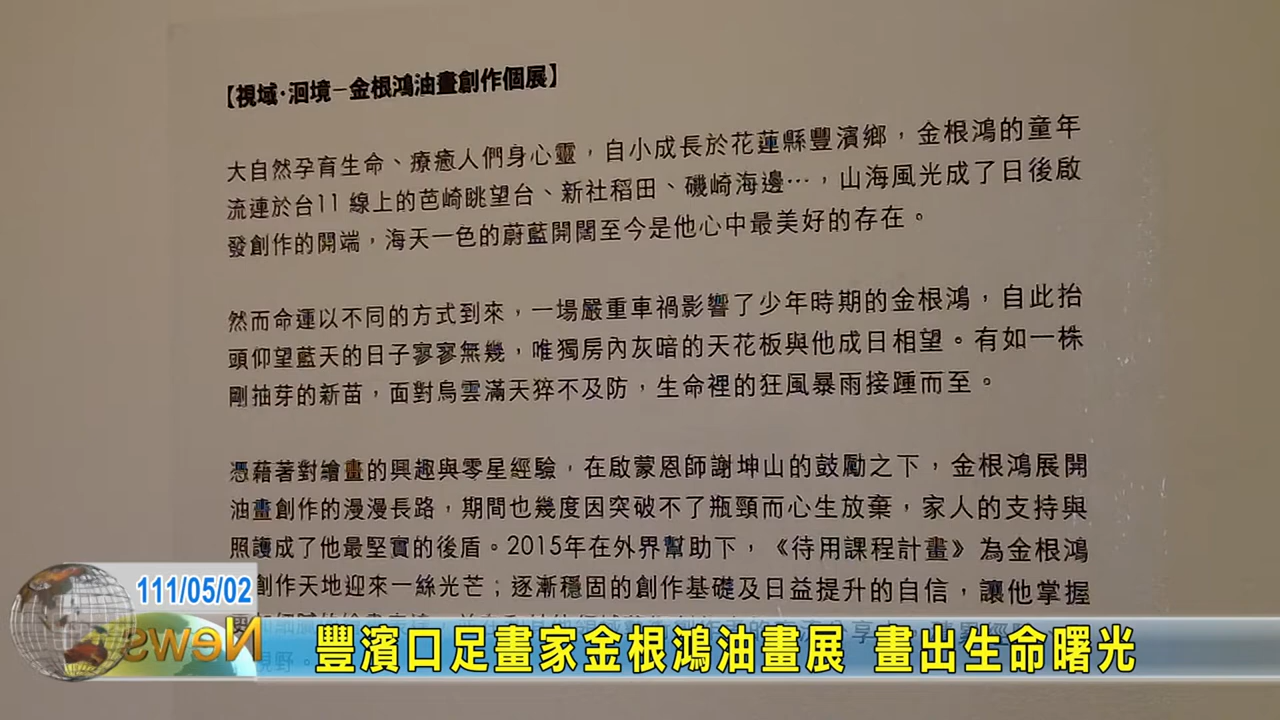 【視域·洄境-金根鴻油畫創作個展】
大自然孕育生命、療癒人們身心靈，自小成長於花蓮縣豐濱鄉，金根鴻的童年
流連於台11 線上的芭崎眺望台、新社稻田、磯崎海邊…，山海風光成了日後啟
發創作的開端，海天一色的蔚藍開闊至今是他心中最美好的存在。
然而命運以不同的方式到來，一場嚴重車禍影響了少年時期的金根鴻，自此抬
頭仰望藍天的日子寥寥無幾，唯獨房內灰暗的天花板與他成日相望。有如一株
剛抽芽的新苗，面對烏雲滿天猝不及防，生命裡的狂風暴雨接踵而至。
憑藉著對繪畫的興趣與零星經驗，在啟蒙恩師謝坤山的鼓勵之下，金根鴻展開
油畫創作的漫漫長路，期間也幾度因突破不了瓶頸而心生放棄，家人的支持與
照護成了他最堅實的後盾。2015年在外界幫助下，《待用課程計畫》為金根鴻
創作天地迎來一絲光芒；逐漸穩固的創作基礎及日益提升的自信，讓他掌握
視野。
111/05/02
News
豐濱口足畫家金根鴻油畫展 畫出生命曙光